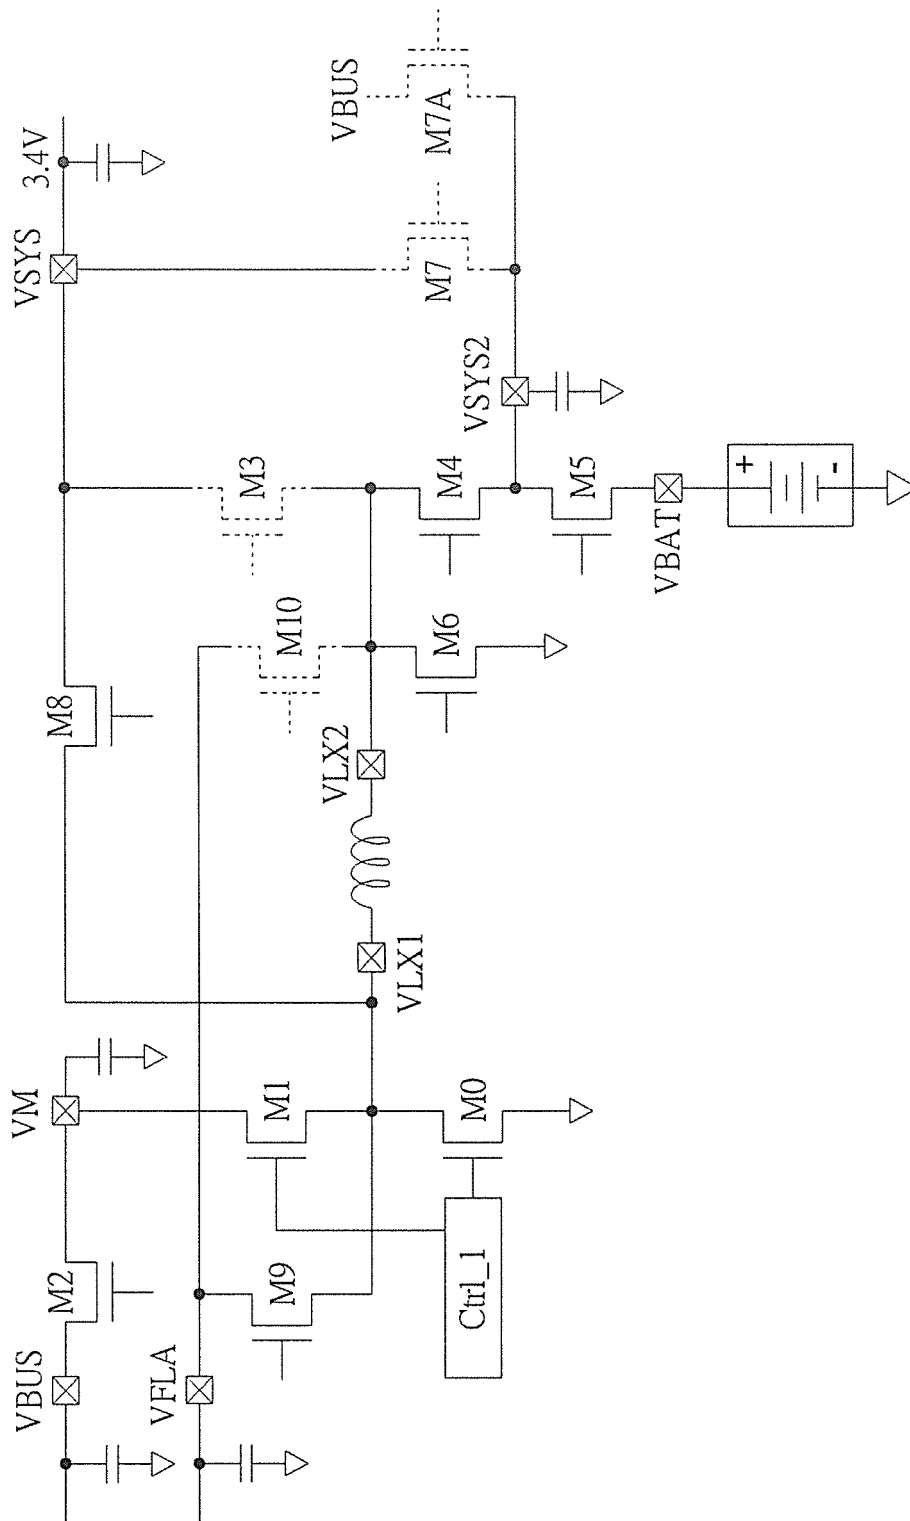 VBUS
M2
VM
M8
VSYS
3.4V
VFLA
M9
M1
M10
M3
M7
M7A
VBUS
VLX1
VLX2
Ctrl_1
M0
M6
M4
VSYS2
M5
VBAT
+
-